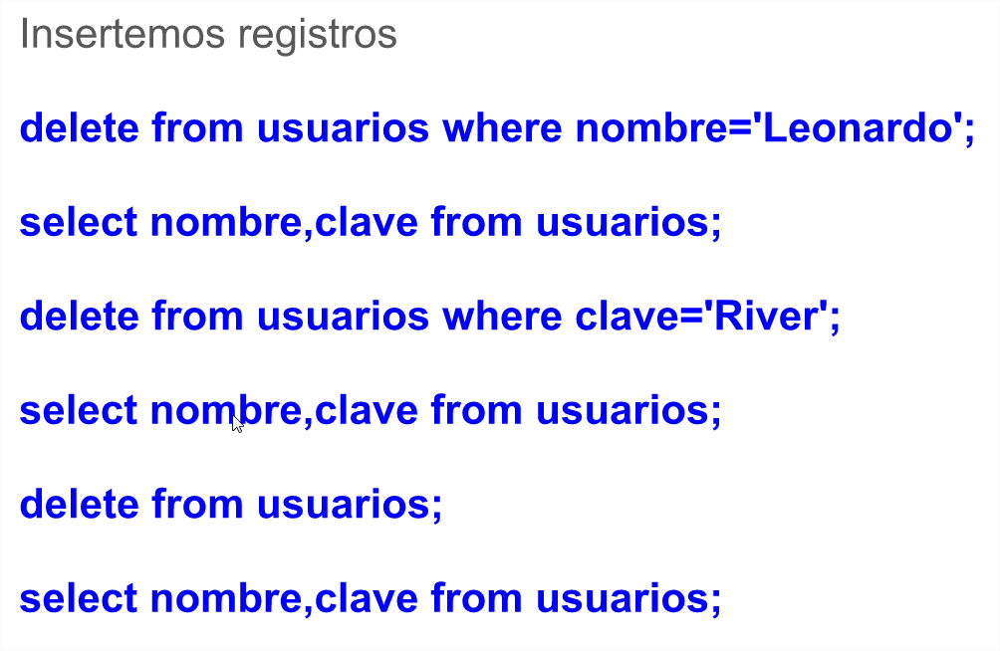 Insertemos registros
delete from usuarios where nombre='Leonardo';
select nombre,clave from usuarios;
delete from usuarios where clave='River';
select nombre,clave from usuarios;
delete from usuarios;
select nombre,clave from usuarios;